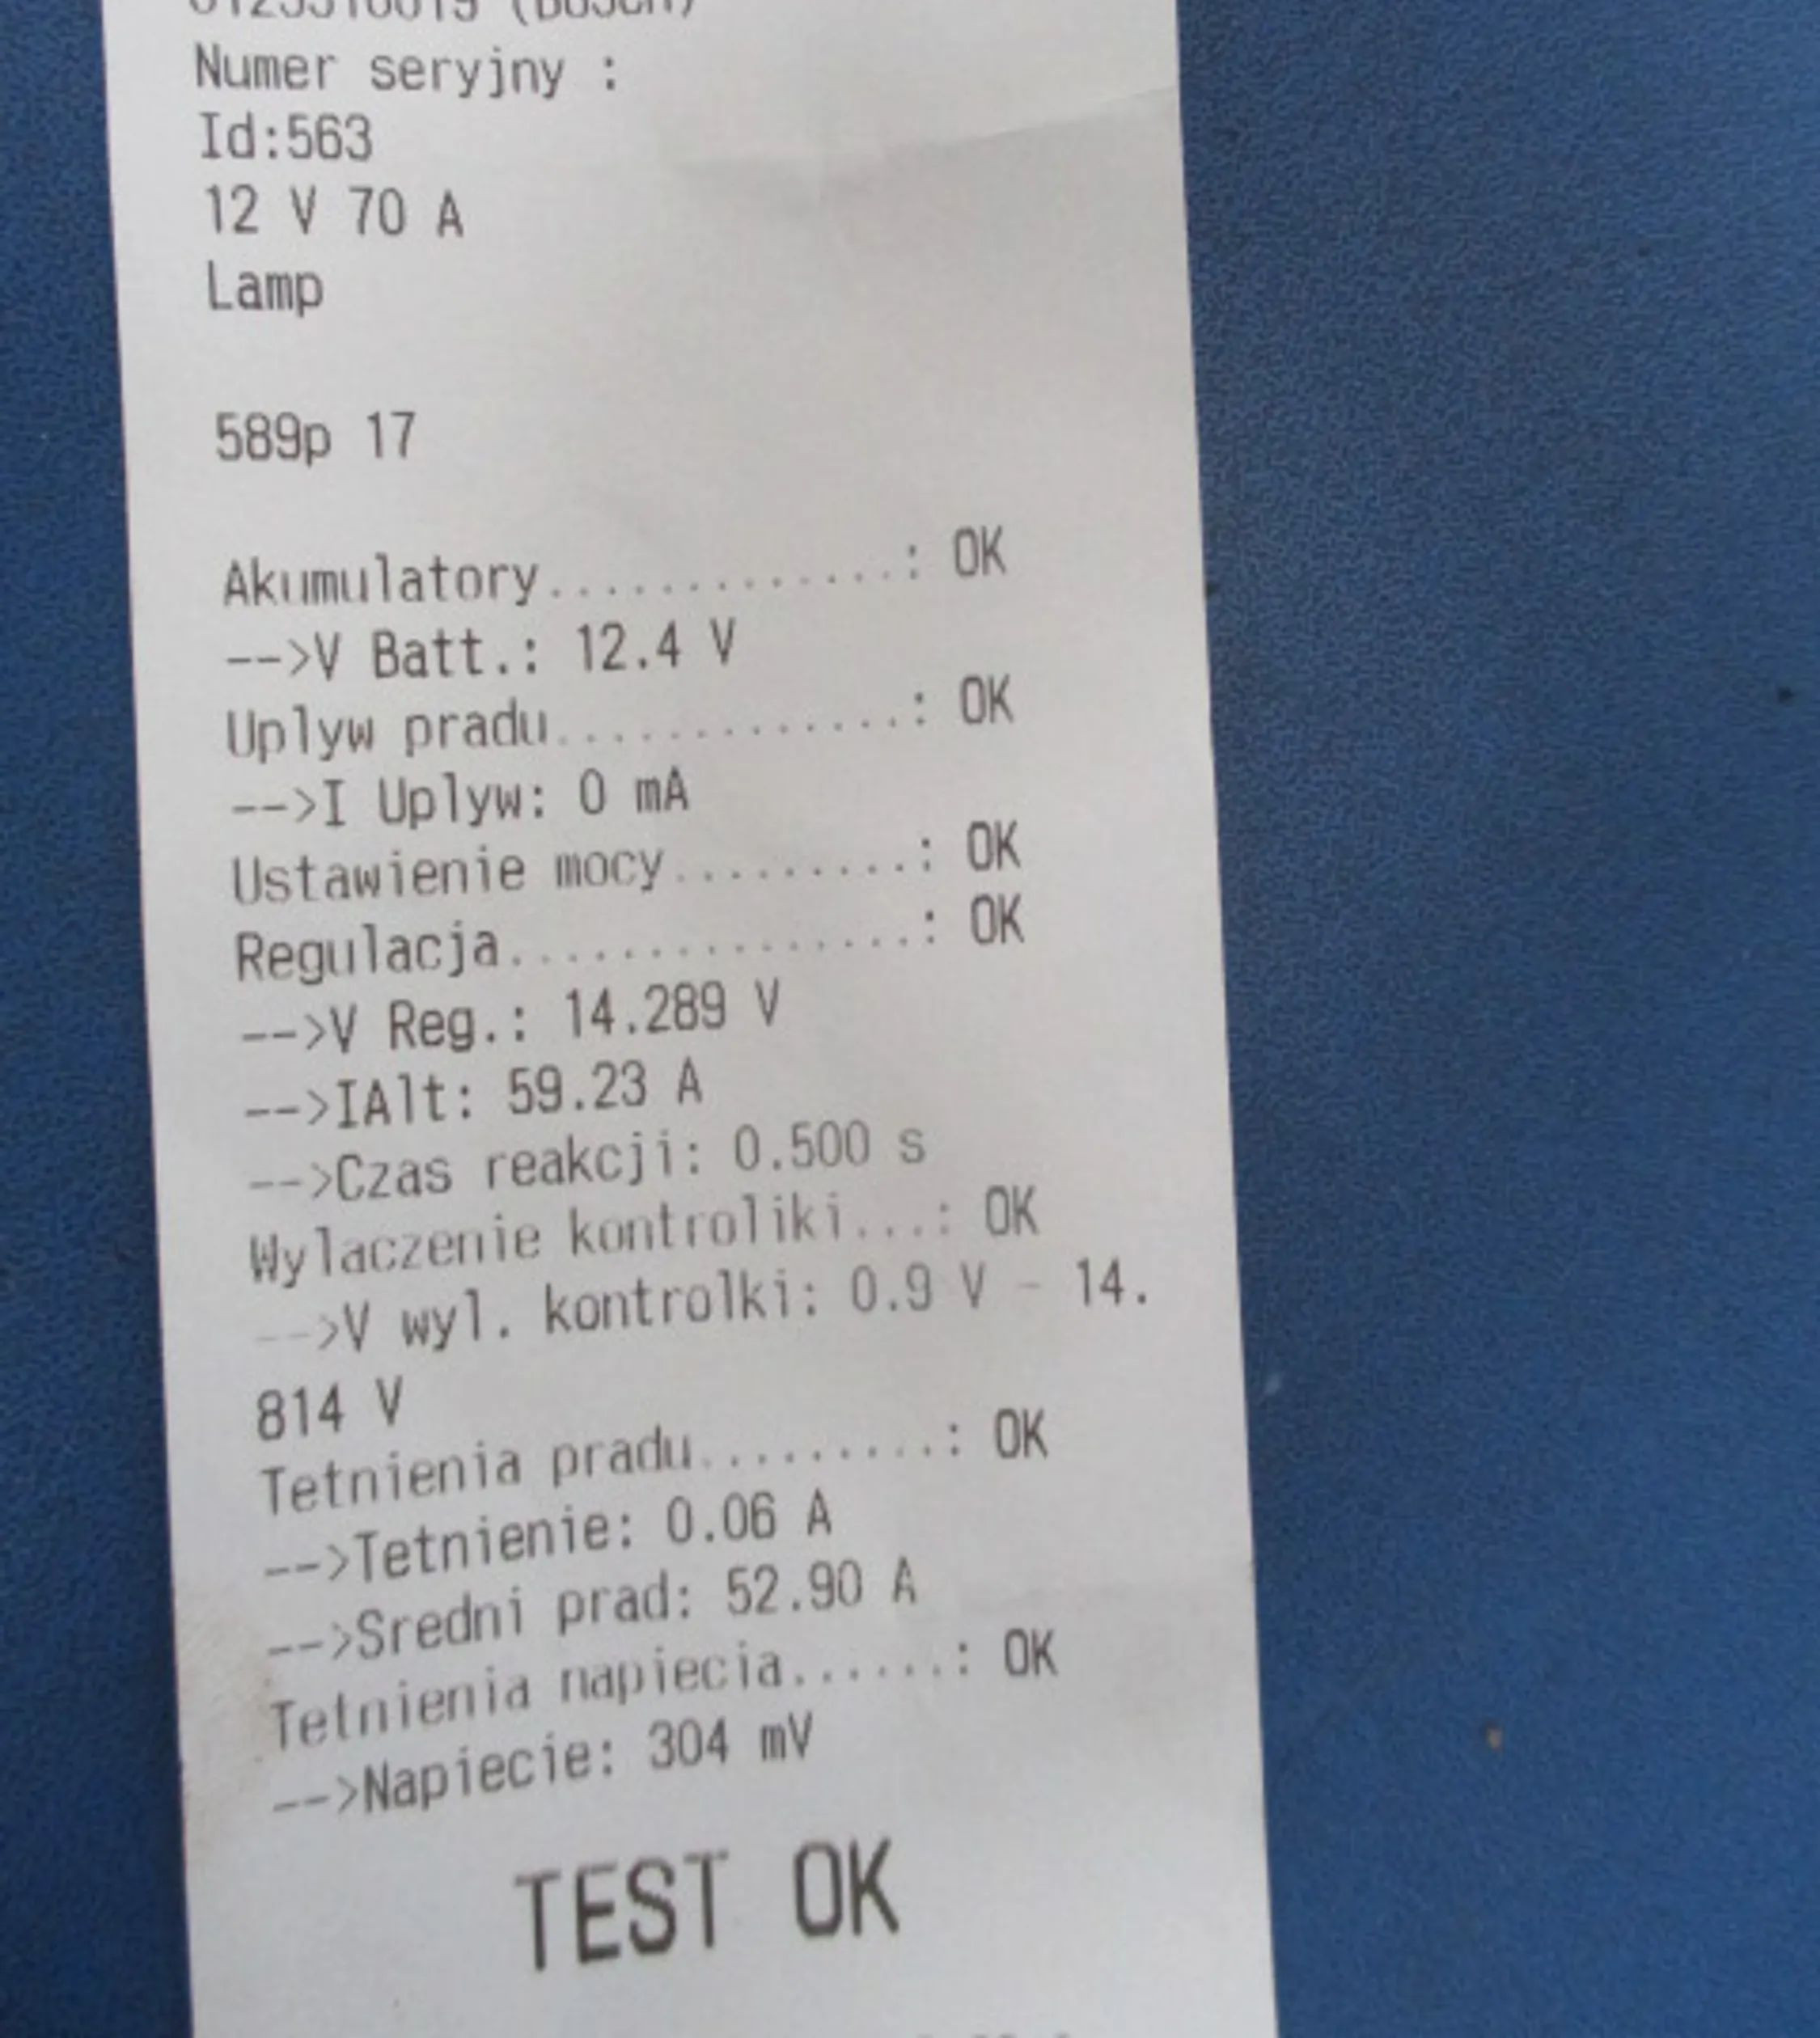 Numer seryjny :
Id:563
12 V 70 A
Lamp
589p 17
Akumulatory.............: OK
-->V Batt.: 12.4 V
Uplyw pradu.............: OK
-->I Uplyw: 0 mA
Ustawienie mocy.........: OK
Regulacja...............: OK
-->V Reg.: 14.289 V
-->IAlt: 59.23 A
-->Czas reakcji: 0.500 s
Wylaczenie kontroliki...: OK
-->V wyl. kontrolki: 0.9 V - 14.
814 V
Tetnienia pradu.........: OK
-->Tetnienie: 0.06 A
-->Sredni prad: 52.90 A
Tetnienia napiecia......: OK
-->Napiecie: 304 mV
TEST OK